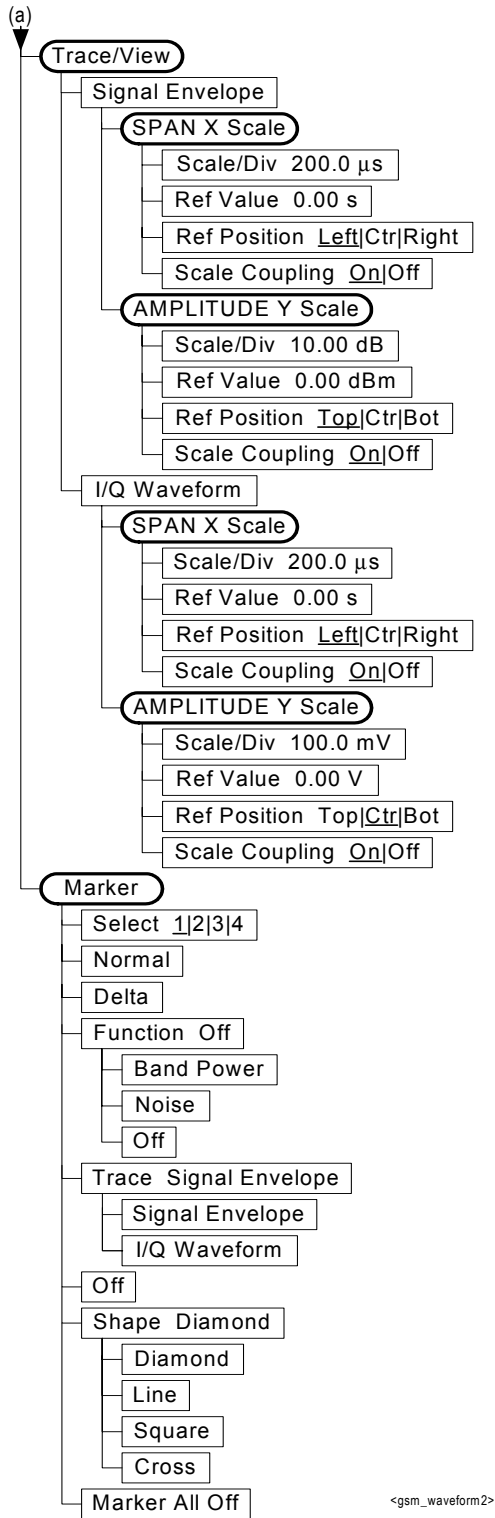 (a)
Trace/View
Signal Envelope
SPAN X Scale
Scale/Div 200.0 μs
Ref Value 0.00 s
Ref Position Left|Ctr|Right
Scale Coupling On|Off
AMPLITUDE Y Scale
Scale/Div 10.00 dB
Ref Value 0.00 dBm
Ref Position Top|Ctr|Bot
Scale Coupling On|Off
I/Q Waveform
SPAN X Scale
Scale/Div 200.0 μs
Ref Value 0.00 s
Ref Position Left|Ctr|Right
Scale Coupling On|Off
AMPLITUDE Y Scale
Scale/Div 100.0 mV
Ref Value 0.00 V
Ref Position Top|Ctr|Bot
Scale Coupling On|Off
Marker
Select 1|2|3|4
Normal
Delta
Function Off
Band Power
Noise
Off
Trace Signal Envelope
Signal Envelope
I/Q Waveform
Off
Shape Diamond
Diamond
Line
Square
Cross
Marker All Off
<gsm_waveform2>